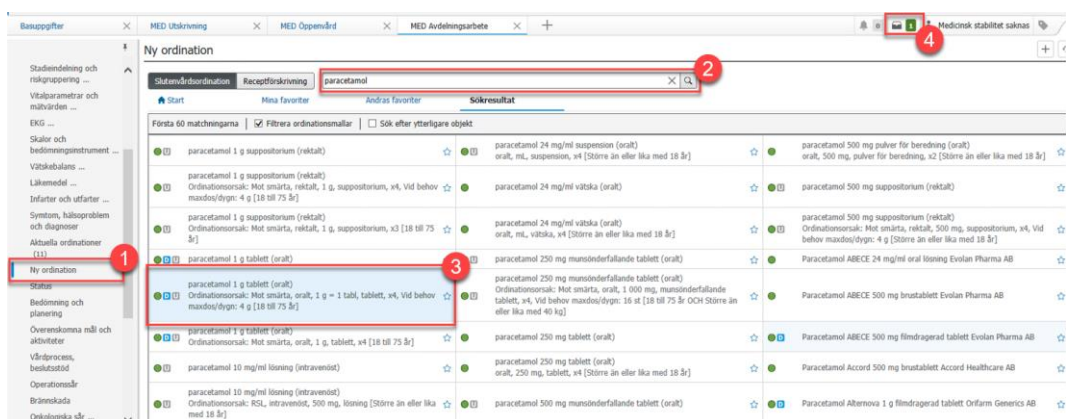 Basuppgifter
MED Utskrivning
MED Öppenvård
MED Avdelningsarbete
0
1
Medicinsk stabilitet saknas
4
Ny ordination
Stadieindelning och
riskgruppering ...
Vitalparametrar och
mätvärden ...
EKG ...
Skalor och
bedömningsinstrument ...
Vätskebalans ...
Läkemedel ...
Infarter och utfarter ...
Symtom, hälsoproblem
och diagnoser
Aktuella ordinationer
(11)
1
Ny ordination
Status
Bedömning och
planering
Överenskomna mål och
aktiviteter
Vårdprocess,
beslutsstöd
Operationssår
Brännskada
Onkologiska sår ...
Slutenvårdsordination
Receptförskrivning
paracetamol
2
Start
Mina favoriter
Andras favoriter
Sökresultat
Första 60 matchningarna
Filtrera ordinationsmallar
Sök efter ytterligare objekt
paracetamol 1 g suppositorium (rektalt)
paracetamol 24 mg/ml suspension (oralt)
oralt, mL, suspension, x4 [Större än eller lika med 18 år]
paracetamol 500 mg pulver för beredning (oralt)
oralt, 500 mg, pulver för beredning, x2 [Större än eller lika med 18 år]
paracetamol 1 g suppositorium (rektalt)
Ordinationsorsak: Mot smärta, rektalt, 1 g, suppositorium, x4, Vid behov
maxdos/dygn: 4 g [18 till 75 år]
paracetamol 24 mg/ml vätska (oralt)
paracetamol 500 mg suppositorium (rektalt)
paracetamol 1 g suppositorium (rektalt)
Ordinationsorsak: Mot smärta, rektalt, 1 g, suppositorium, x3 [18 till 75
år]
paracetamol 24 mg/ml vätska (oralt)
oralt, mL, vätska, x4 [Större än eller lika med 18 år]
paracetamol 500 mg suppositorium (rektalt)
Ordinationsorsak: Mot smärta, rektalt, 500 mg, suppositorium, x4, Vid
behov maxdos/dygn: 4 g [Större än eller lika med 18 år]
paracetamol 1 g tablett (oralt)
3
paracetamol 250 mg munsönderfallande tablett (oralt)
Paracetamol ABECE 24 mg/ml oral lösning Evolan Pharma AB
paracetamol 1 g tablett (oralt)
Ordinationsorsak: Mot smärta, oralt, 1 g = 1 tabl, tablett, x4, Vid behov
maxdos/dygn: 4 g [18 till 75 år]
paracetamol 250 mg munsönderfallande tablett (oralt)
Ordinationsorsak: Mot smärta, oralt, 1 000 mg, munsönderfallande
tablett, x4, Vid behov maxdos/dygn: 16 st [18 till 75 år OCH Större än
eller lika med 40 kg]
Paracetamol ABECE 500 mg brustablett Evolan Pharma AB
paracetamol 1 g tablett (oralt)
Ordinationsorsak: Mot smärta, oralt, 1 g, tablett, x4 [18 till 75 år]
paracetamol 250 mg tablett (oralt)
Paracetamol ABECE 500 mg filmdragerad tablett Evolan Pharma AB
paracetamol 10 mg/ml lösning (intravenöst)
paracetamol 250 mg tablett (oralt)
oralt, 250 mg, tablett, x4 [Större än eller lika med 18 år]
Paracetamol Accord 500 mg brustablett Accord Healthcare AB
paracetamol 10 mg/ml lösning (intravenöst)
Ordinationsorsak: RSL, intravenöst, 500 mg, lösning [Större än eller lika
med 18 år]
paracetamol 500 mg munsönderfallande tablett (oralt)
Paracetamol Alternova 1 g filmdragerad tablett Orifarm Generics AB